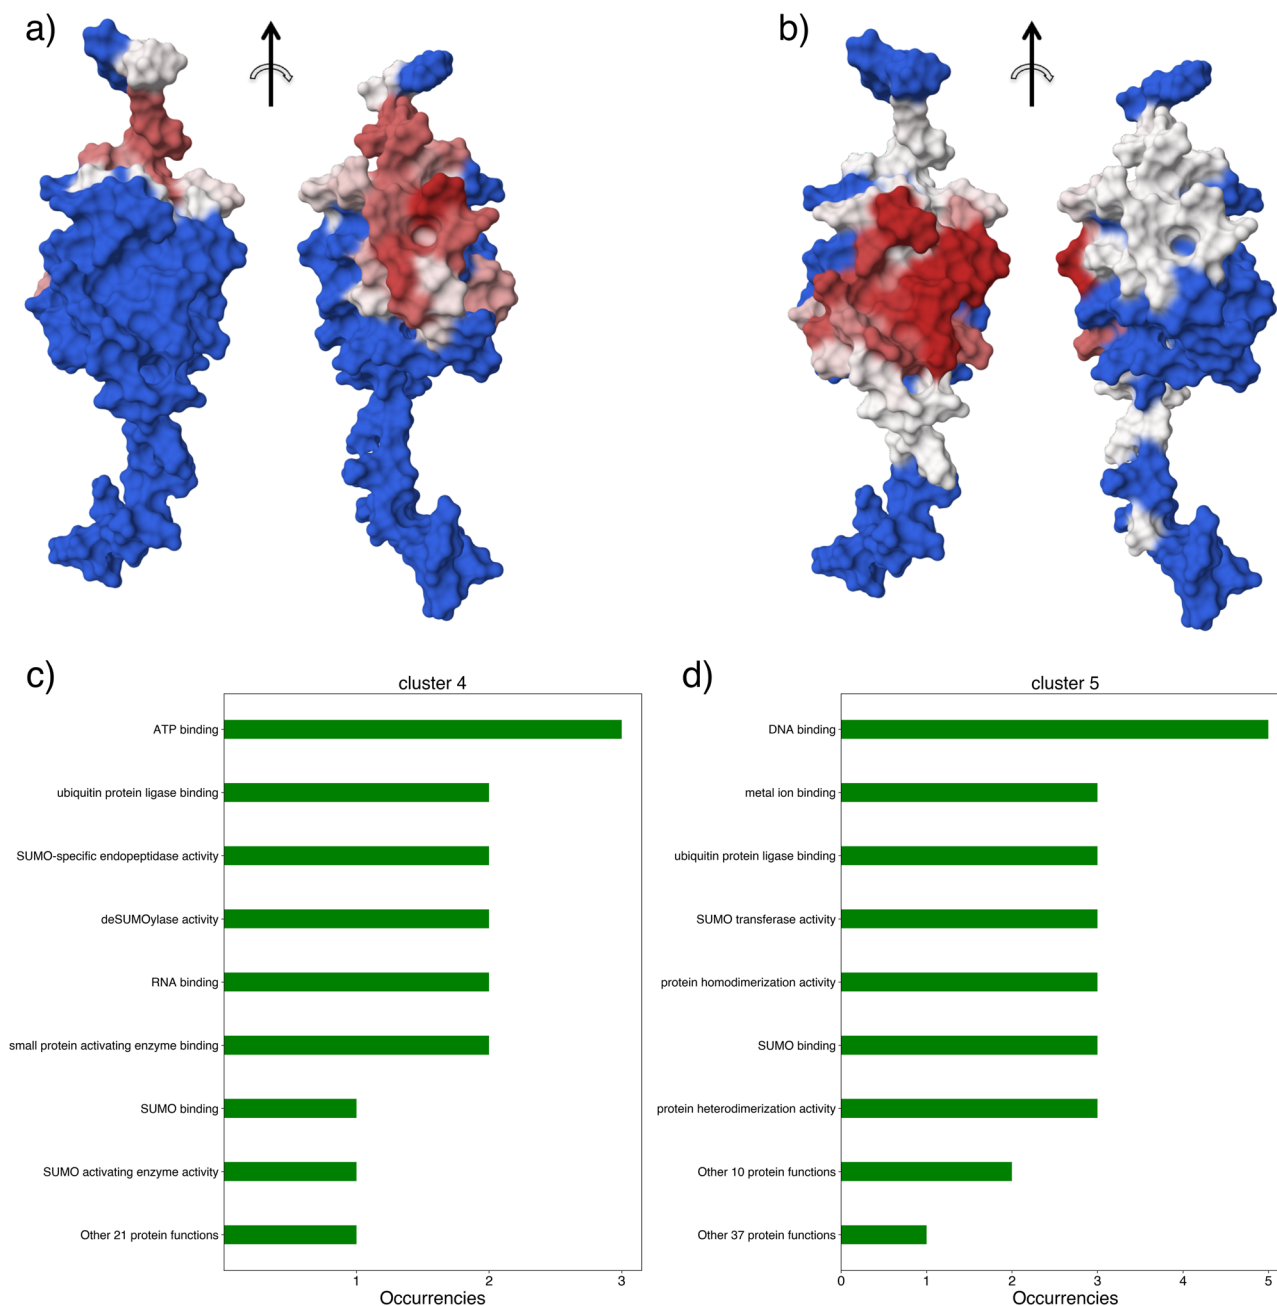 a)
b)
c)
cluster 4
ATP binding
ubiquitin protein ligase binding
SUMO-specific endopeptidase activity
deSUMOylase activity
RNA binding
small protein activating enzyme binding
SUMO binding
SUMO activating enzyme activity
Other 21 protein functions
1 2 3
Occurrencies
d)
cluster 5
DNA binding
metal ion binding
ubiquitin protein ligase binding
SUMO transferase activity
protein homodimerization activity
SUMO binding
protein heterodimerization activity
Other 10 protein functions
Other 37 protein functions
0 1 2 3 4 5
Occurrencies